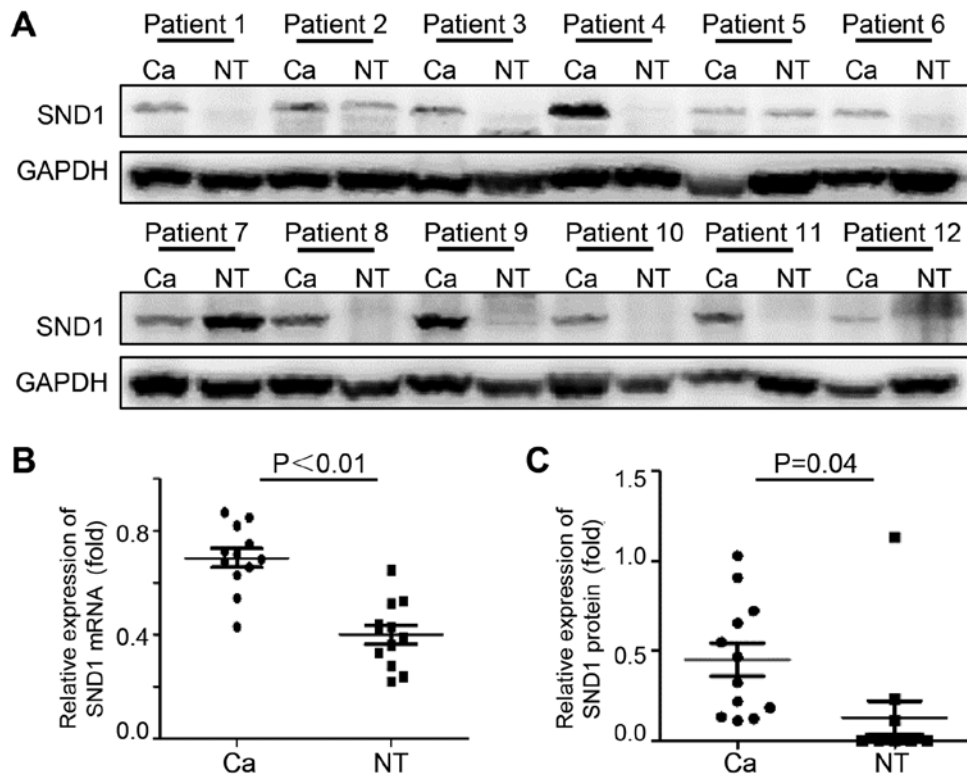 A
Patient 1 Patient 2 Patient 3 Patient 4 Patient 5 Patient 6
Ca NT Ca NT Ca NT Ca NT Ca NT Ca NT
SND1
GAPDH
Patient 7 Patient 8 Patient 9 Patient 10 Patient 11 Patient 12
Ca NT Ca NT Ca NT Ca NT Ca NT Ca NT
SND1
GAPDH
B
P<0.01
Relative expression of
SND1 mRNA (fold)
0.8
0.4
0.0
Ca NT
C
P=0.04
Relative expression of
SND1 protein (fold)
1.5
1.0
0.5
0.0
Ca NT